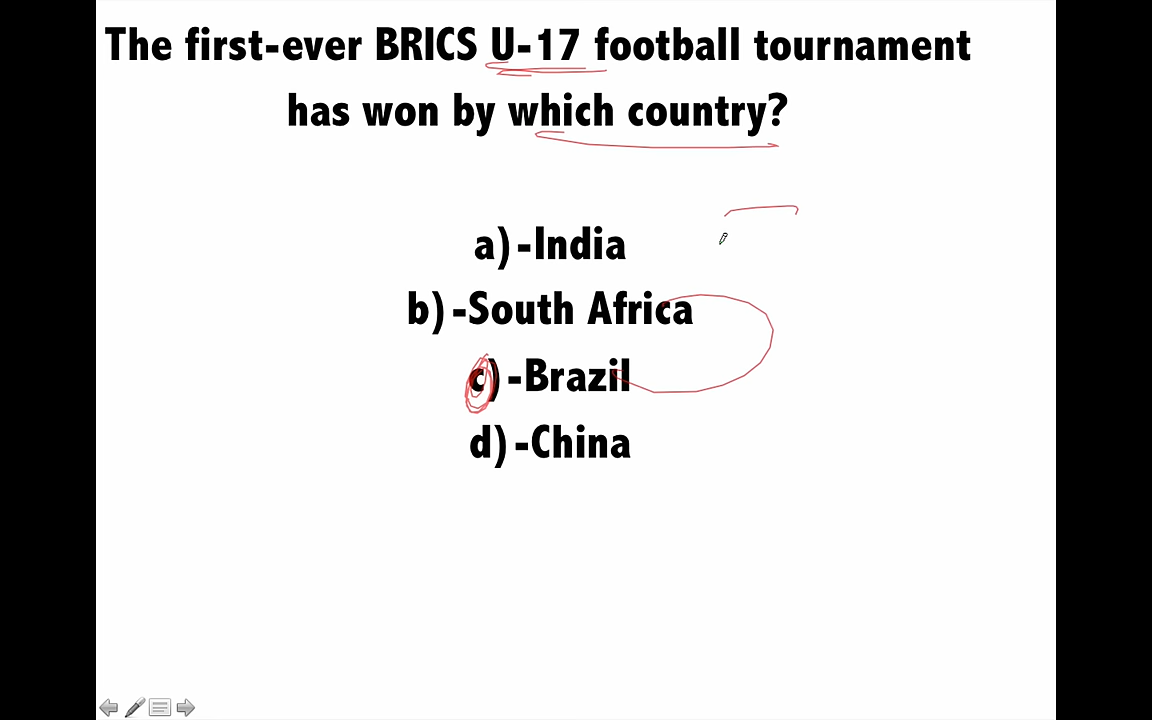 The first-ever BRICS U-17 football tournament
has won by which country?
a)-India
b)-South Africa
c)-Brazil
d)-China